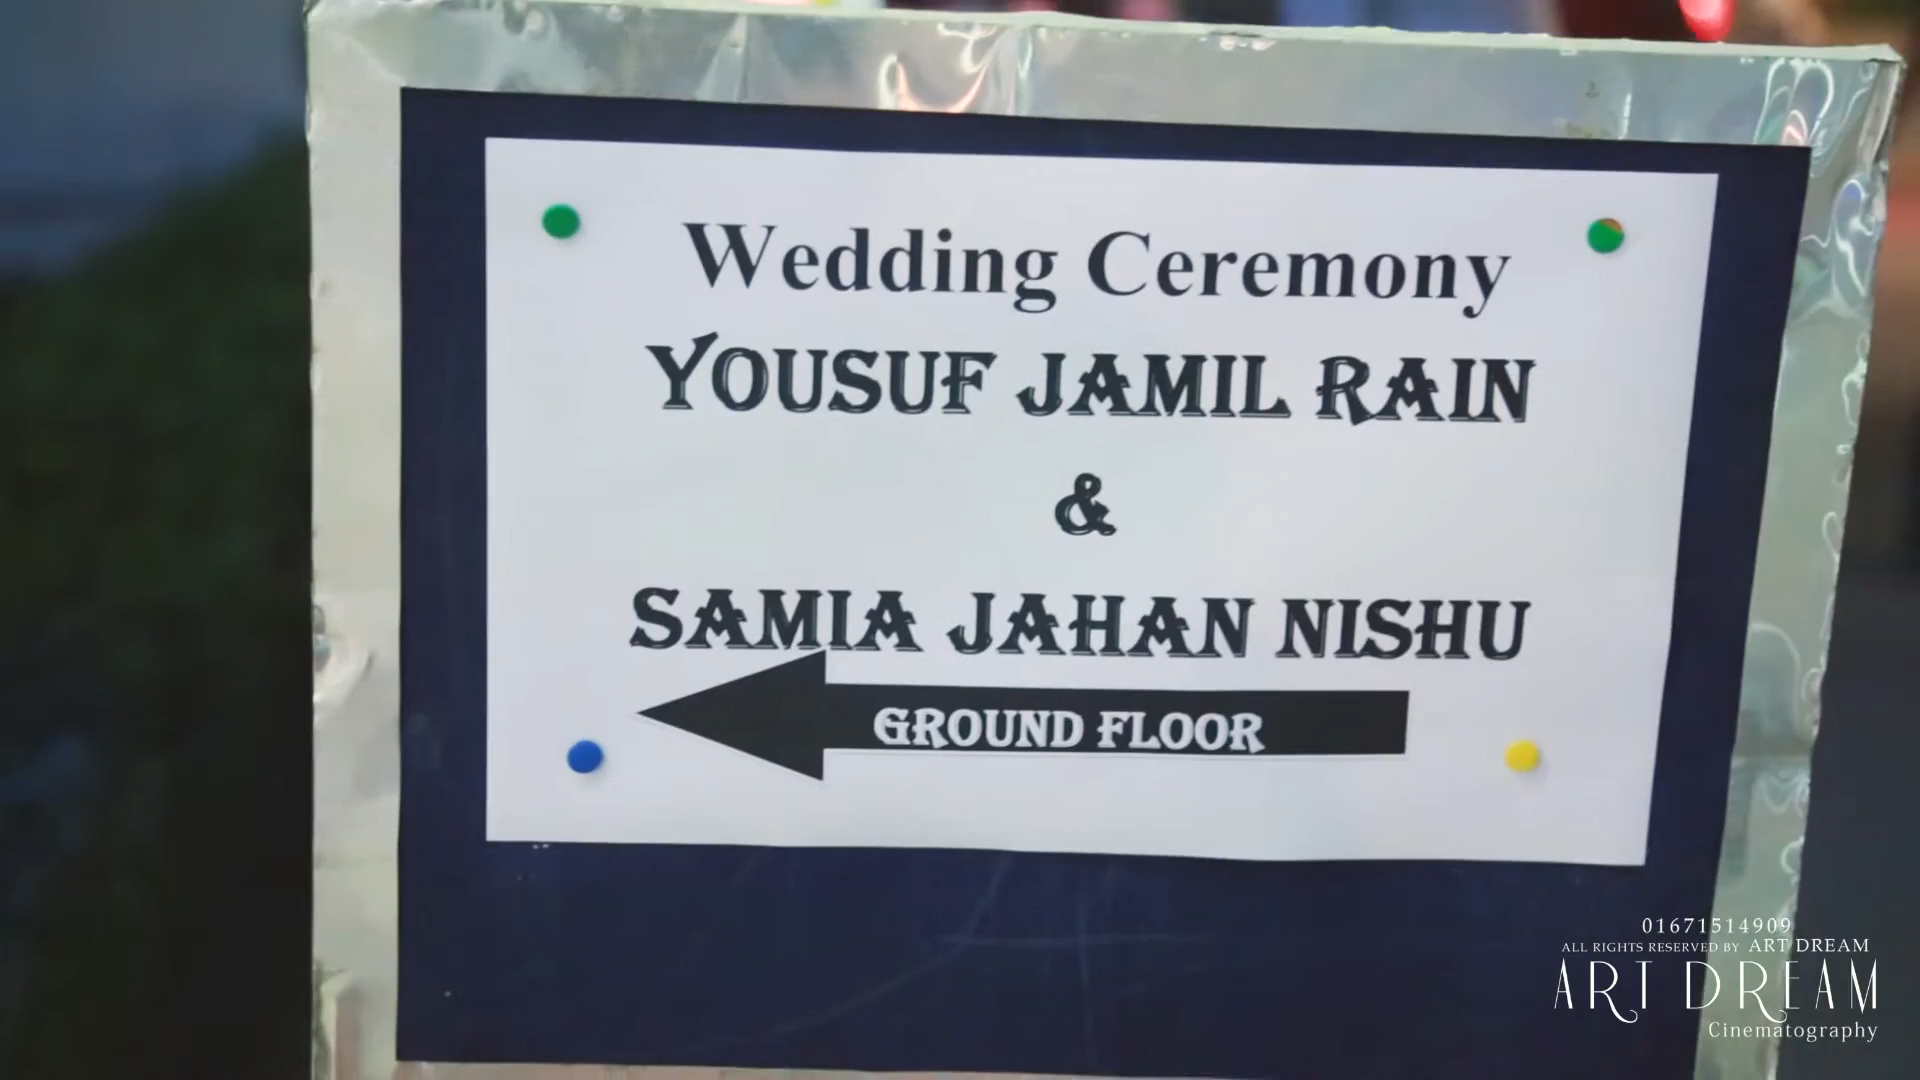 Wedding Ceremony
YOUSUF JAMIL RAIN
&
SAMIA JAHAN NISHU
GROUND FLOOR
01671514909
ALL RIGHTS RESERVED BY ART DREAM
ART DREAM
Cinematography